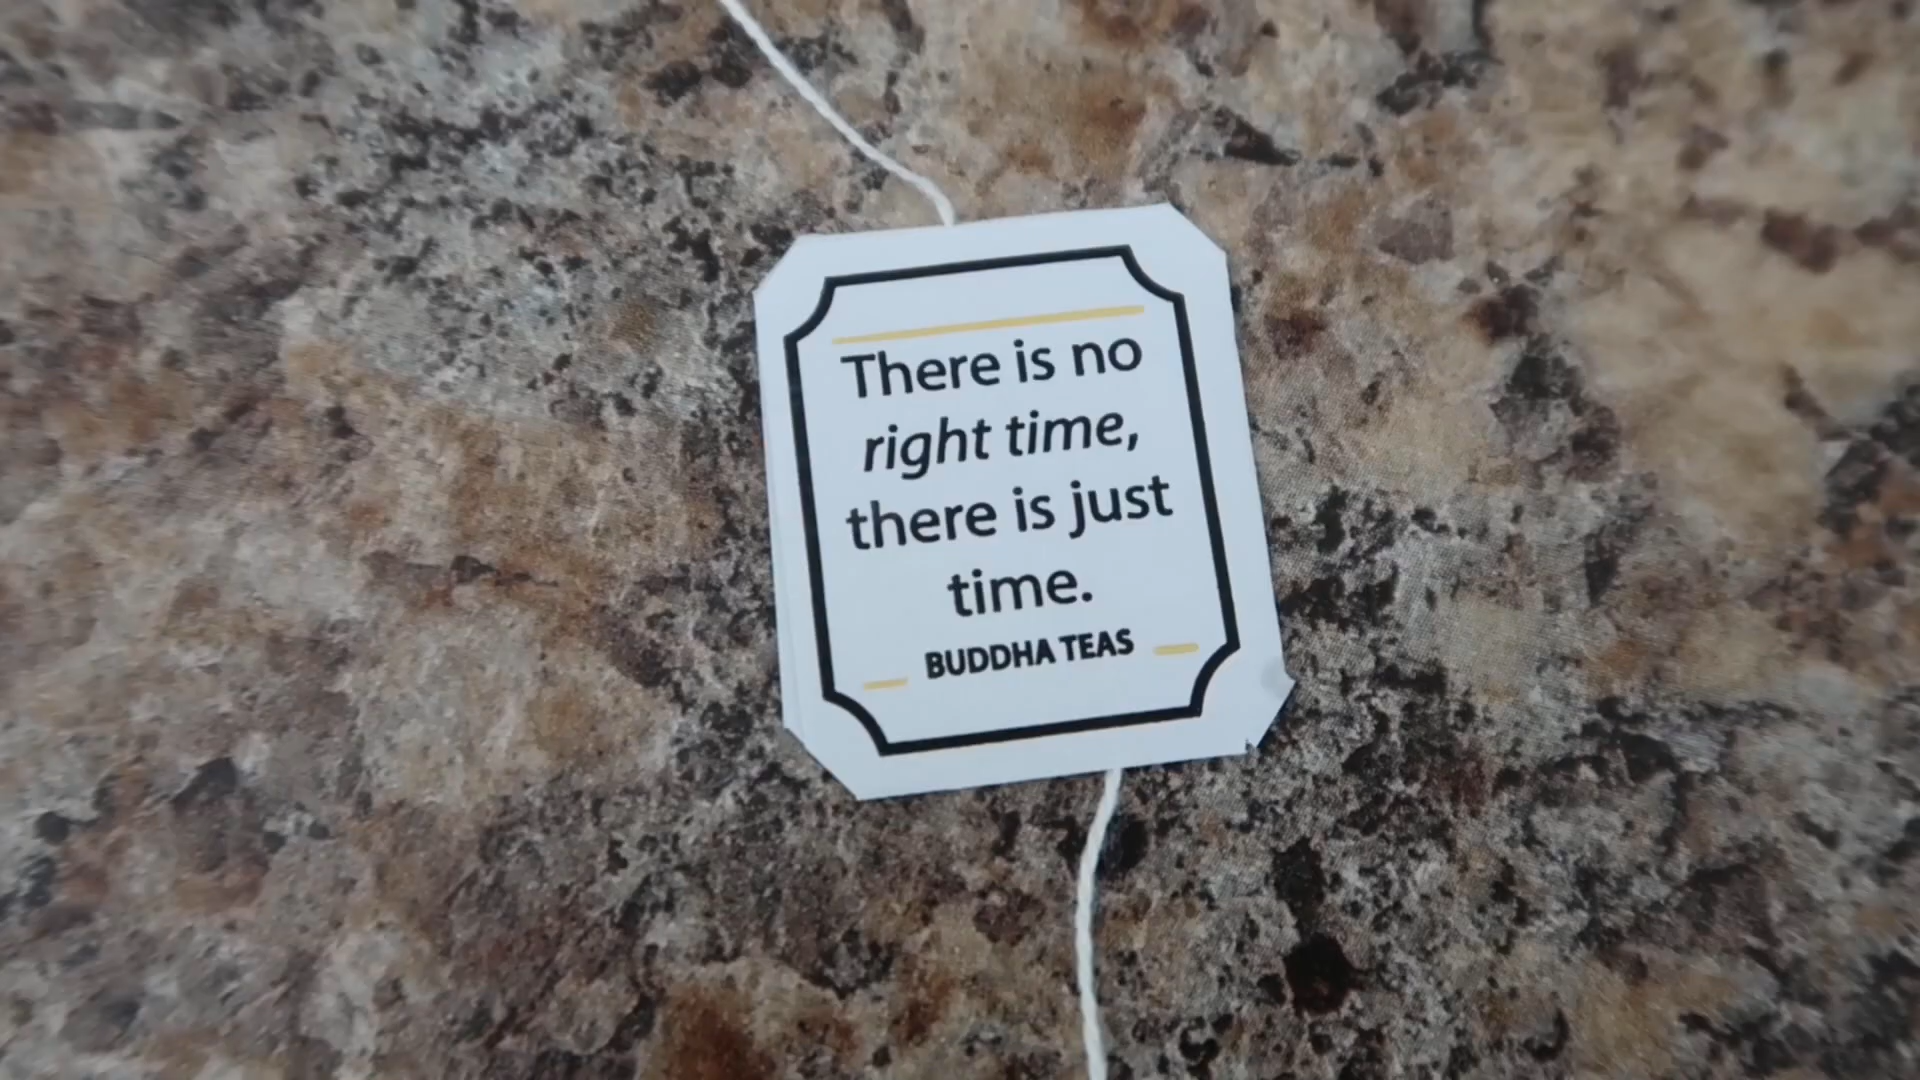 There is no
right time,
there is just
time.
BUDDHA TEAS